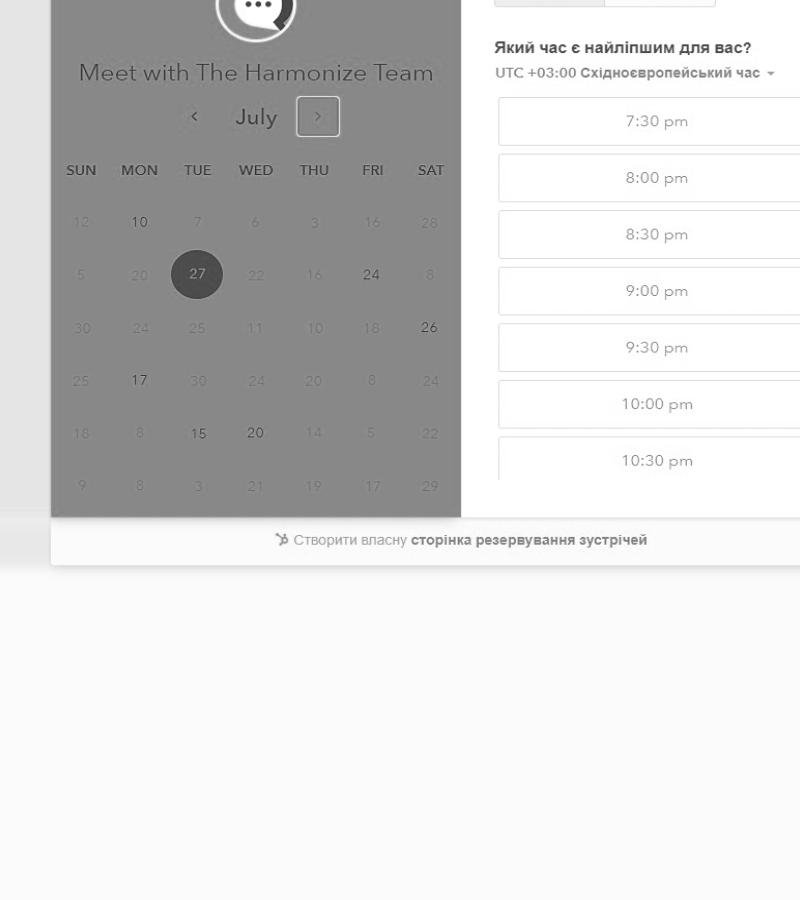 Meet with The Harmonize Team
July
SUN MON TUE WED THU FRI SAT
12 10 7 6 3 16 28
5 20 27 22 16 24 8
30 24 25 11 10 18 26
25 17 30 24 20 8 24
18 8 15 20 14 5 22
9 8 3 21 19 17 29
Який час є найліпшим для вас?
UTC +03:00 Східноєвропейський час
7:30 pm
8:00 pm
8:30 pm
9:00 pm
9:30 pm
10:00 pm
10:30 pm
Створити власну сторінка резервування зустрічей